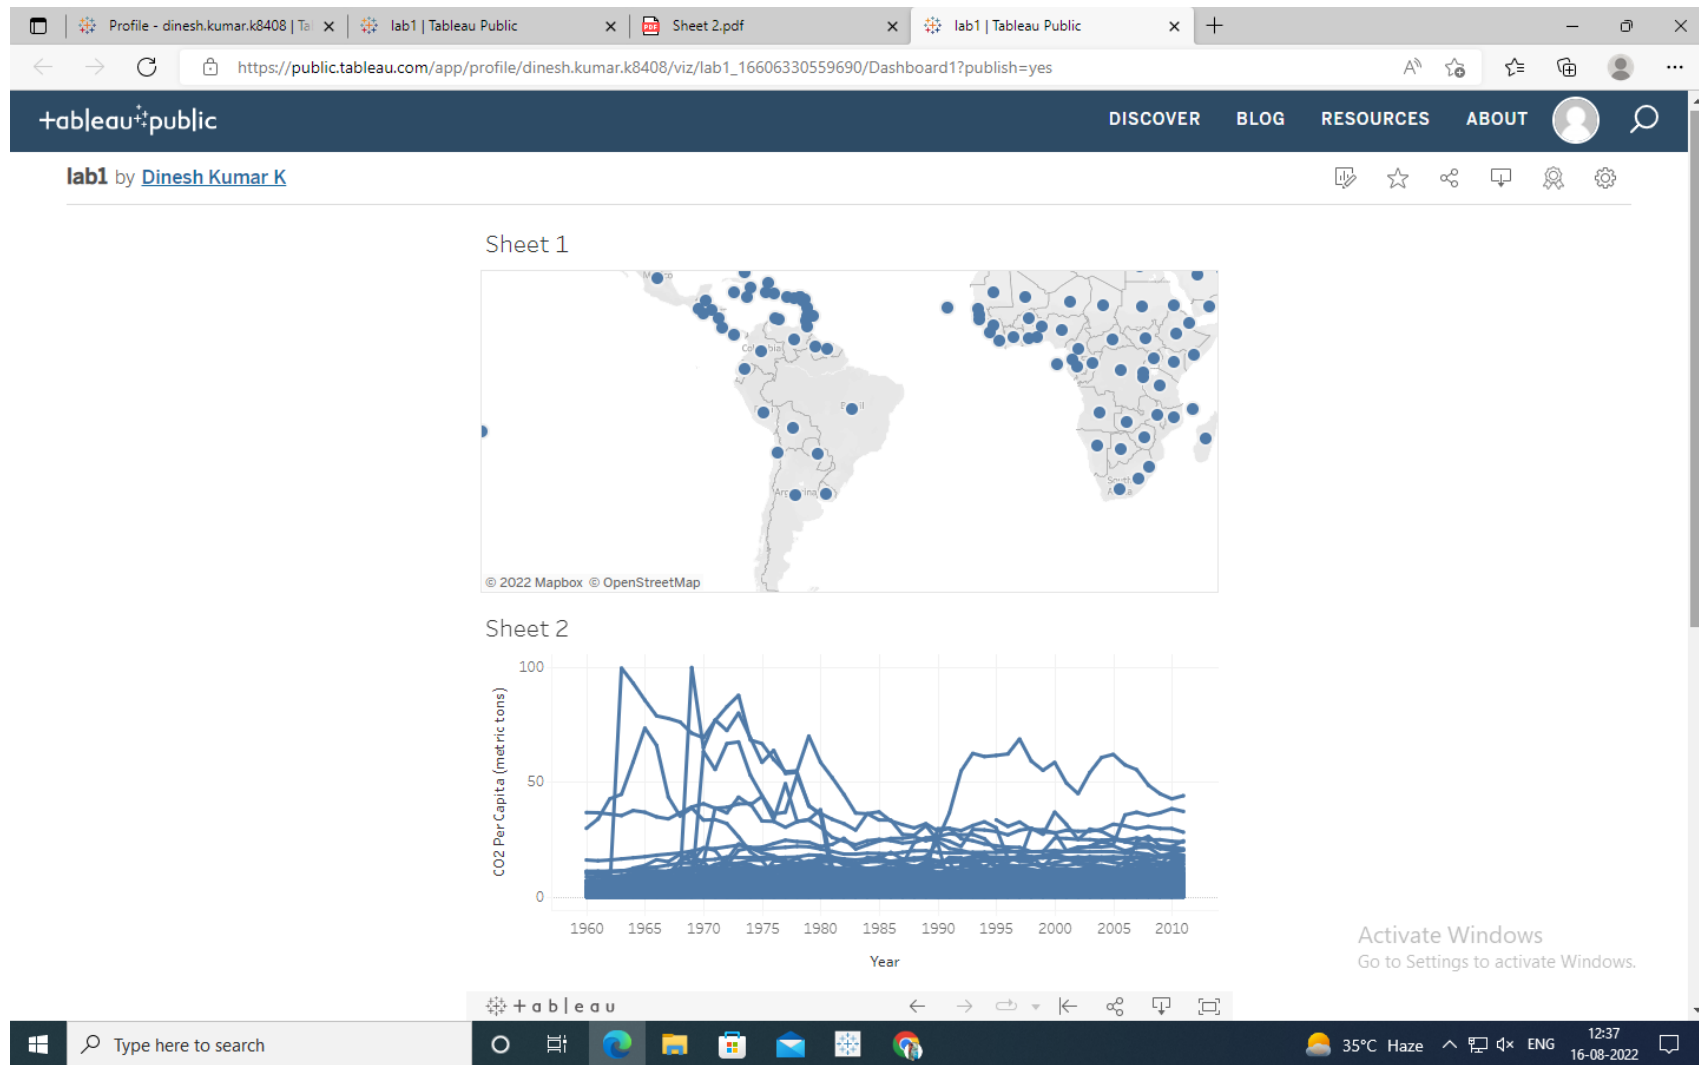 Profile - dinesh.kumar.k8408 | Ta
lab1 | Tableau Public
Sheet 2.pdf
lab1 | Tableau Public
https://public.tableau.com/app/profile/dinesh.kumar.k8408/viz/lab1_16606330559690/Dashboard1?publish=yes
+ableau public
DISCOVER BLOG RESOURCES ABOUT
lab1 by Dinesh Kumar K
Sheet 1
Brazil
South
© 2022 Mapbox © OpenStreetMap
Sheet 2
CO2 Per Capita (metric tons)
100
50
0
1960 1965 1970 1975 1980 1985 1990 1995 2000 2005 2010
Year
Activate Windows
Go to Settings to activate Windows.
+ableau
Type here to search
35°C Haze
ENG
12:37
16-08-2022